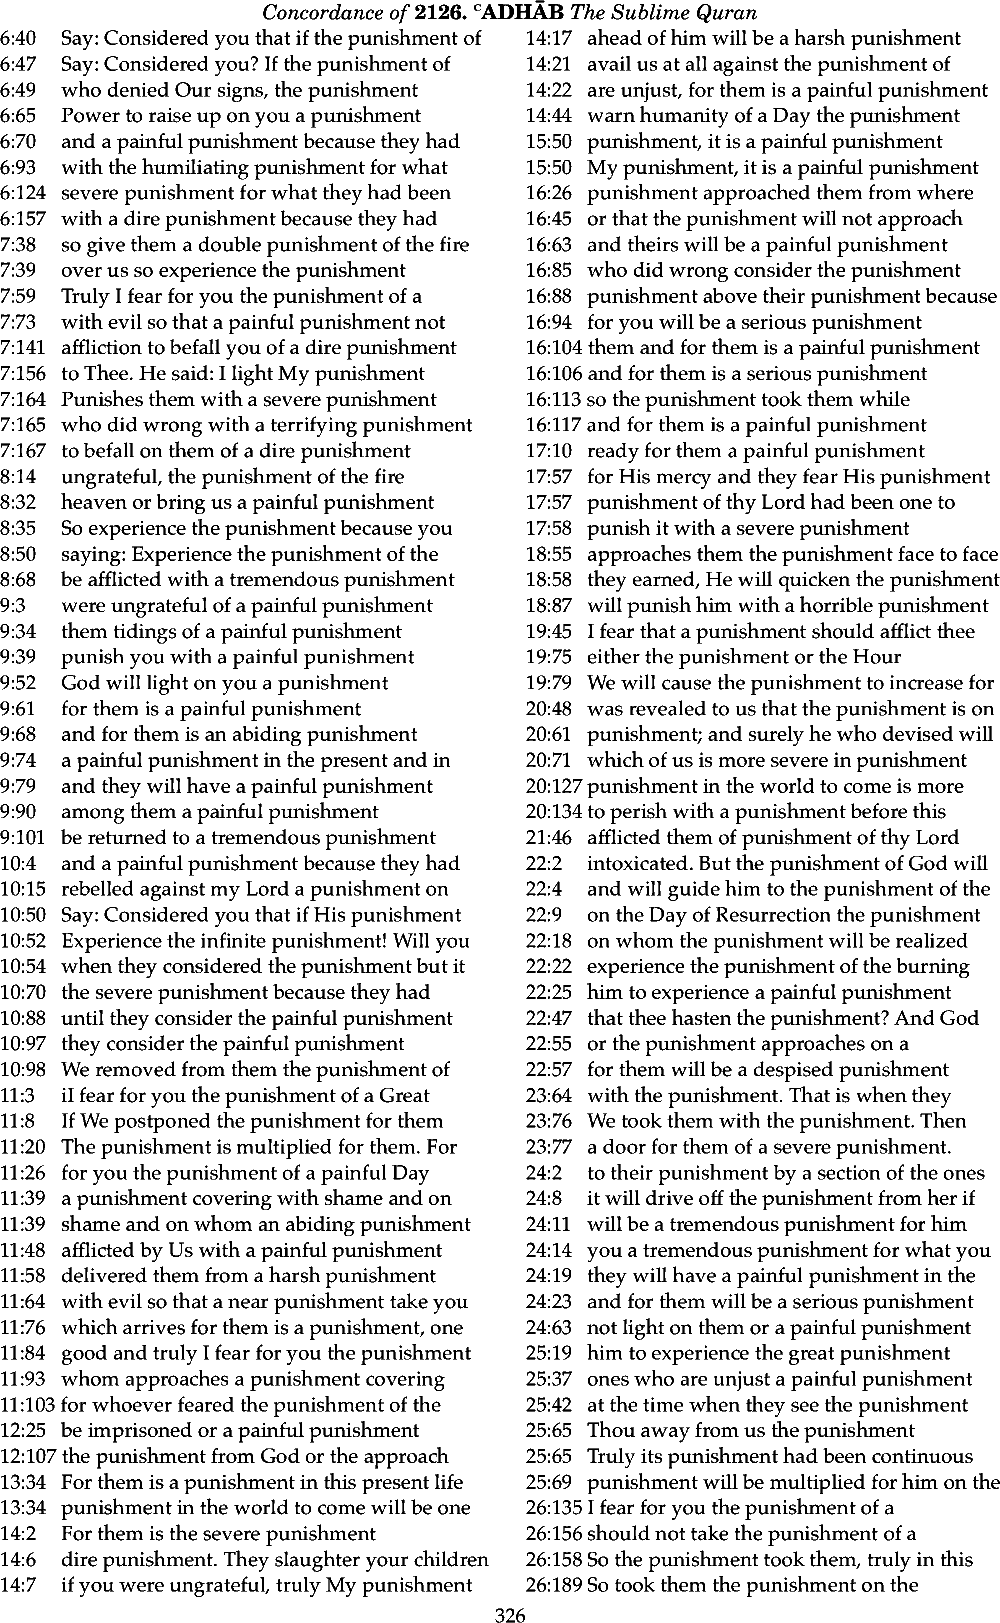 Concordance of 2126. ᶜADHĀB The Sublime Quran
6:40 Say: Considered you that if the punishment of
6:47 Say: Considered you? If the punishment of
6:49 who denied Our signs, the punishment
6:65 Power to raise up on you a punishment
6:70 and a painful punishment because they had
6:93 with the humiliating punishment for what
6:124 severe punishment for what they had been
6:157 with a dire punishment because they had
7:38 so give them a double punishment of the fire
7:39 over us so experience the punishment
7:59 Truly I fear for you the punishment of a
7:73 with evil so that a painful punishment not
7:141 affliction to befall you of a dire punishment
7:156 to Thee. He said: I light My punishment
7:164 Punishes them with a severe punishment
7:165 who did wrong with a terrifying punishment
7:167 to befall on them of a dire punishment
8:14 ungrateful, the punishment of the fire
8:32 heaven or bring us a painful punishment
8:35 So experience the punishment because you
8:50 saying: Experience the punishment of the
8:68 be afflicted with a tremendous punishment
9:3 were ungrateful of a painful punishment
9:34 them tidings of a painful punishment
9:39 punish you with a painful punishment
9:52 God will light on you a punishment
9:61 for them is a painful punishment
9:68 and for them is an abiding punishment
9:74 a painful punishment in the present and in
9:79 and they will have a painful punishment
9:90 among them a painful punishment
9:101 be returned to a tremendous punishment
10:4 and a painful punishment because they had
10:15 rebelled against my Lord a punishment on
10:50 Say: Considered you that if His punishment
10:52 Experience the infinite punishment! Will you
10:54 when they considered the punishment but it
10:70 the severe punishment because they had
10:88 until they consider the painful punishment
10:97 they consider the painful punishment
10:98 We removed from them the punishment of
11:3 iI fear for you the punishment of a Great
11:8 If We postponed the punishment for them
11:20 The punishment is multiplied for them. For
11:26 for you the punishment of a painful Day
11:39 a punishment covering with shame and on
11:39 shame and on whom an abiding punishment
11:48 afflicted by Us with a painful punishment
11:58 delivered them from a harsh punishment
11:64 with evil so that a near punishment take you
11:76 which arrives for them is a punishment, one
11:84 good and truly I fear for you the punishment
11:93 whom approaches a punishment covering
11:103 for whoever feared the punishment of the
12:25 be imprisoned or a painful punishment
12:107 the punishment from God or the approach
13:34 For them is a punishment in this present life
13:34 punishment in the world to come will be one
14:2 For them is the severe punishment
14:6 dire punishment. They slaughter your children
14:7 if you were ungrateful, truly My punishment
14:17 ahead of him will be a harsh punishment
14:21 avail us at all against the punishment of
14:22 are unjust, for them is a painful punishment
14:44 warn humanity of a Day the punishment
15:50 punishment, it is a painful punishment
15:50 My punishment, it is a painful punishment
16:26 punishment approached them from where
16:45 or that the punishment will not approach
16:63 and theirs will be a painful punishment
16:85 who did wrong consider the punishment
16:88 punishment above their punishment because
16:94 for you will be a serious punishment
16:104 them and for them is a painful punishment
16:106 and for them is a serious punishment
16:113 so the punishment took them while
16:117 and for them is a painful punishment
17:10 ready for them a painful punishment
17:57 for His mercy and they fear His punishment
17:57 punishment of thy Lord had been one to
17:58 punish it with a severe punishment
18:55 approaches them the punishment face to face
18:58 they earned, He will quicken the punishment
18:87 will punish him with a horrible punishment
19:45 I fear that a punishment should afflict thee
19:75 either the punishment or the Hour
19:79 We will cause the punishment to increase for
20:48 was revealed to us that the punishment is on
20:61 punishment; and surely he who devised will
20:71 which of us is more severe in punishment
20:127 punishment in the world to come is more
20:134 to perish with a punishment before this
21:46 afflicted them of punishment of thy Lord
22:2 intoxicated. But the punishment of God will
22:4 and will guide him to the punishment of the
22:9 on the Day of Resurrection the punishment
22:18 on whom the punishment will be realized
22:22 experience the punishment of the burning
22:25 him to experience a painful punishment
22:47 that thee hasten the punishment? And God
22:55 or the punishment approaches on a
22:57 for them will be a despised punishment
23:64 with the punishment. That is when they
23:76 We took them with the punishment. Then
23:77 a door for them of a severe punishment.
24:2 to their punishment by a section of the ones
24:8 it will drive off the punishment from her if
24:11 will be a tremendous punishment for him
24:14 you a tremendous punishment for what you
24:19 they will have a painful punishment in the
24:23 and for them will be a serious punishment
24:63 not light on them or a painful punishment
25:19 him to experience the great punishment
25:37 ones who are unjust a painful punishment
25:42 at the time when they see the punishment
25:65 Thou away from us the punishment
25:65 Truly its punishment had been continuous
25:69 punishment will be multiplied for him on the
26:135 I fear for you the punishment of a
26:156 should not take the punishment of a
26:158 So the punishment took them, truly in this
26:189 So took them the punishment on the
326